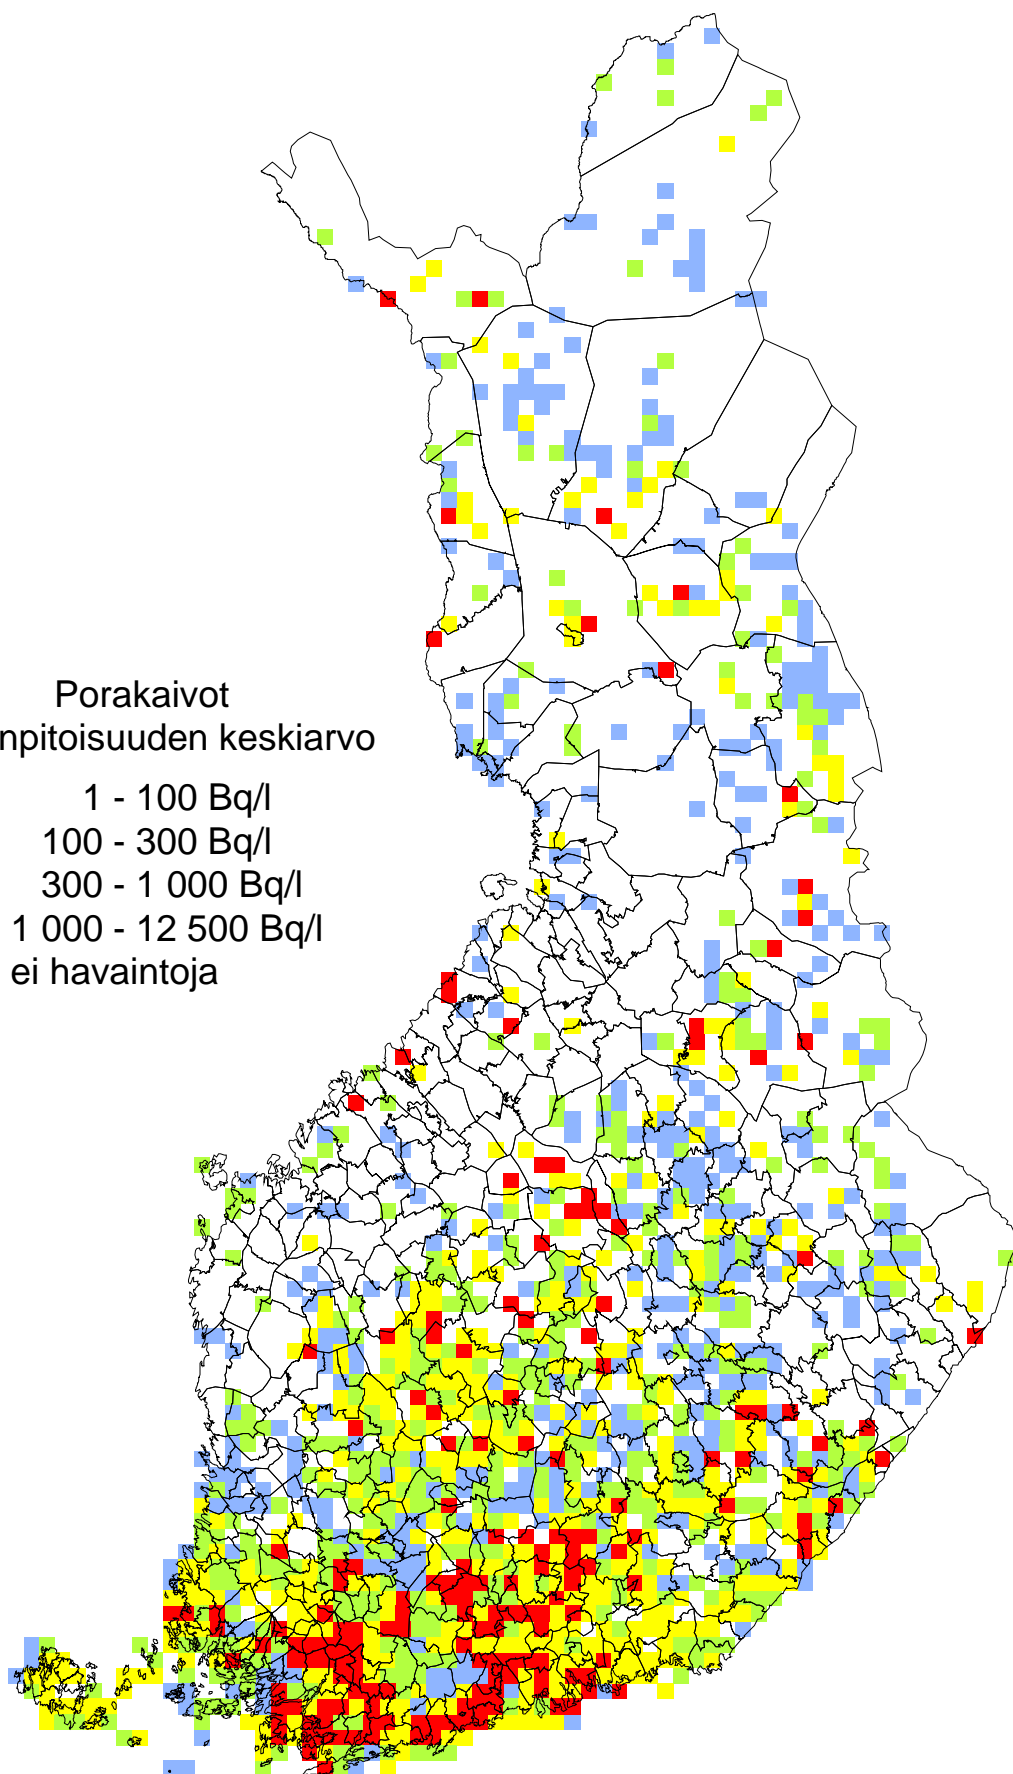 Porakaivot
npitoisuuden keskiarvo
1 - 100 Bq/l
100 - 300 Bq/l
300 - 1 000 Bq/l
1 000 - 12 500 Bq/l
ei havaintoja